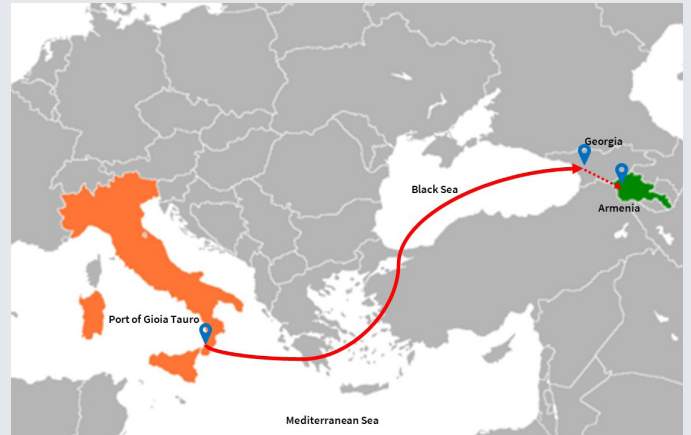 Georgia
Black Sea
Armenia
Port of Gioia Tauro
Mediterranean Sea